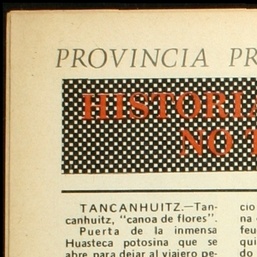 PROVINCIA PR
HISTORIA
NO T
TANCANHUITZ.—Tan-
canhuitz, "canoa de flores".
Puerta de la inmensa
Huasteca potosina que se
abre para dejar al viajero pe-
cio
na
feu
qui
do